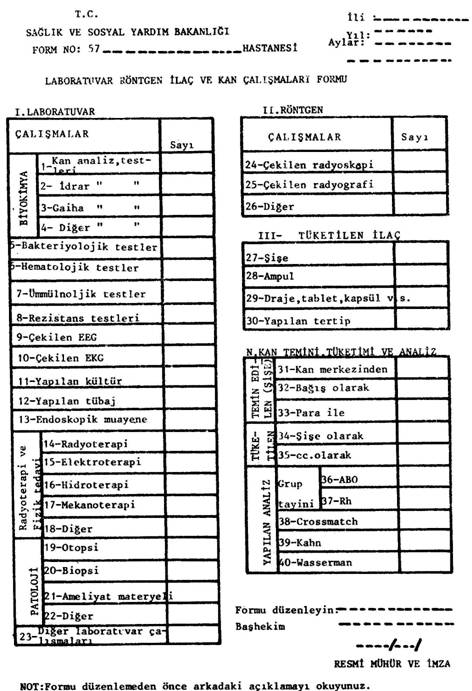 T.C.
SAĞLIK VE SOSYAL YARDIM BAKANLIĞI
FORM NO: 57 HASTANESİ
İli :
Yıl:
Aylar:
LABORATUVAR RÖNTGEN İLAÇ VE KAN ÇALIŞMALARI FORMU
I.LABORATUVAR
ÇALIŞMALAR Sayı
BİYOKİMYA
1-Kan analiz,test-
leri
2- İdrar " "
3-Gaiha " "
4- Diğer " "
5-Bakteriyolojik testler
6-Hematolojik testler
7-Ummülnoljik testler
8-Rezistans testleri
9-Çekilen EEG
10-Çekilen EKG
11-Yapılan kültür
12-Yapılan tübaj
13-Endoskopik muayene
Radyoterapi ve
Fizik tedavi
14-Radyoterapi
15-Elektroterapi
16-Hidroterapi
17-Mekanoterapi
18-Diğer
PATOLOJİ
19-Otopsi
20-Biopsi
21-Ameliyat materyeli
22-Diğer
23-Diğer laboratuvar ça-
lışmaları
II.RÖNTGEN
ÇALIŞMALAR Sayı
24-Çekilen radyoskopi
25-Çekilen radyografi
26-Diğer
III- TÜKETİLEN İLAÇ
27-Şişe
28-Ampul
29-Draje,tablet,kapsül v.s.
30-Yapılan tertip
N.KAN TEMİNİ,TÜKETİMİ VE ANALİZ
TEMİN EDİ-
LEN (ŞİŞE)
31-Kan merkezinden
32-Bağış olarak
33-Para ile
TÜKE-
TİLEN
34-Şişe olarak
35-cc.olarak
YAPILAN ANALİZ
Grup
tayini
36-ABO
37-Rh
38-Crossmatch
39-Kahn
40-Wasserman
Formu düzenleyin:
Başhekim
/ /
RESMİ MÜHÜR VE İMZA
NOT:Formu düzenlemeden önce arkadaki açıklamayı okuyunuz.